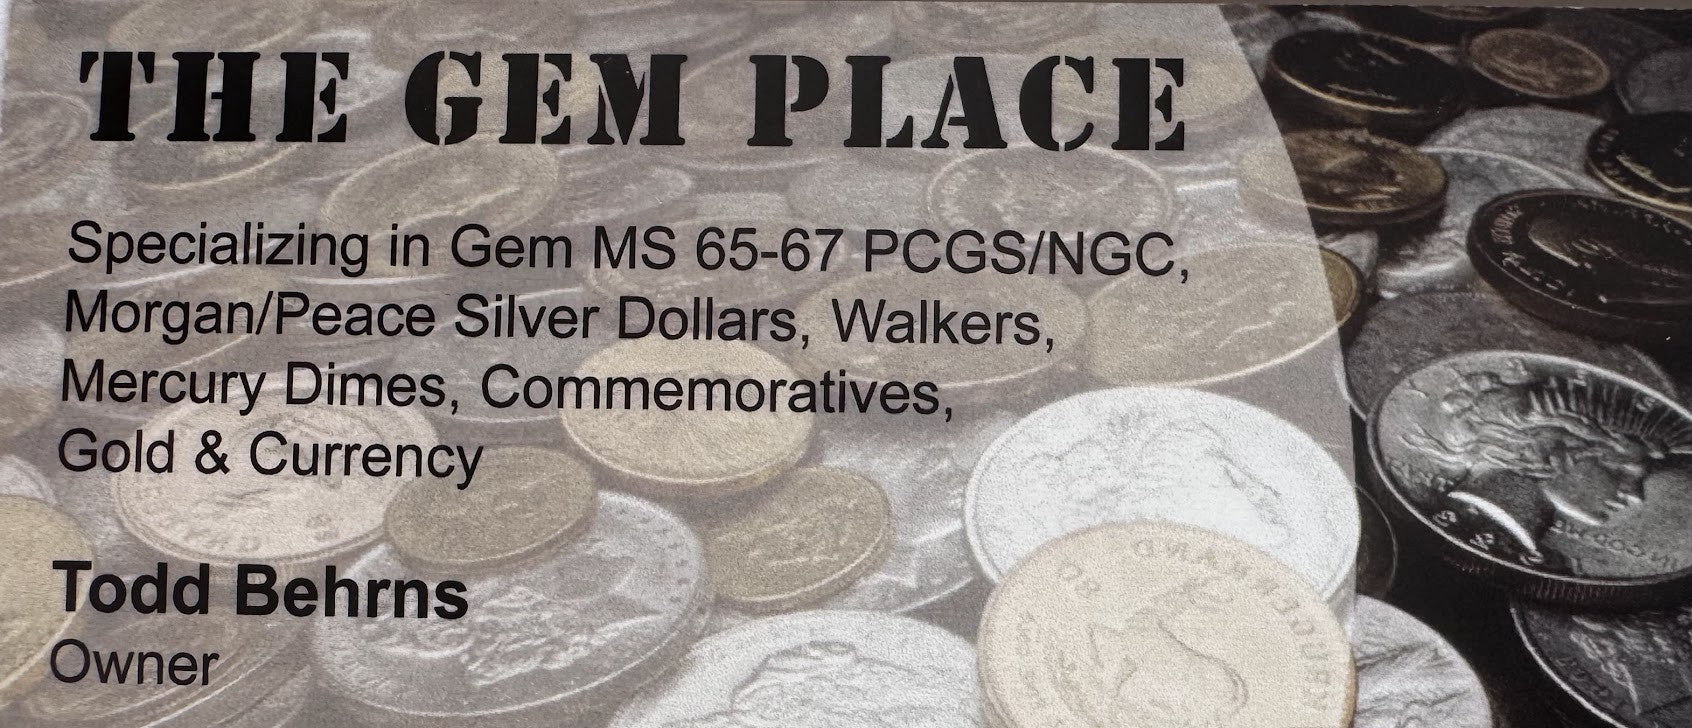 THE GEM PLACE
Specializing in Gem MS 65-67 PCGS/NGC,
Morgan/Peace Silver Dollars, Walkers,
Mercury Dimes, Commemoratives,
Gold & Currency
Todd Behrns
Owner